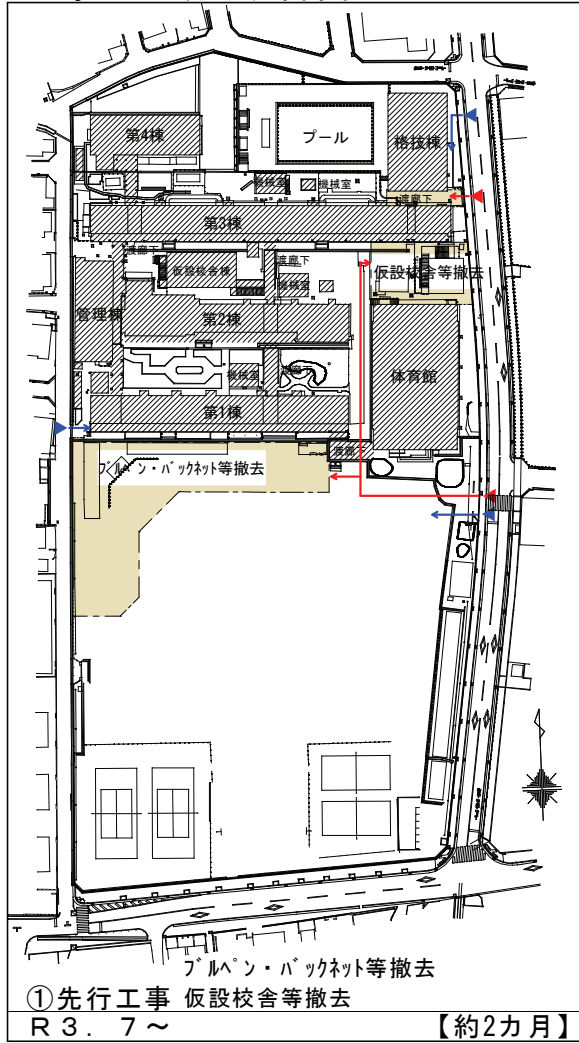 第4棟
プール
格技棟
機械室
機械室
渡廊下
第3棟
渡廊下
渡廊下
仮設校舎棟
仮設校舎等撤去
機械室
管理棟
第2棟
体育館
機械室
第1棟
渡廊下
ﾌﾞﾙﾍﾟﾝ・ﾊﾞｯｸﾈｯﾄ等撤去
ﾌﾞﾙﾍﾟﾝ・ﾊﾞｯｸﾈｯﾄ等撤去
①先行工事 仮設校舎等撤去
R3．7～ 【約2カ月】